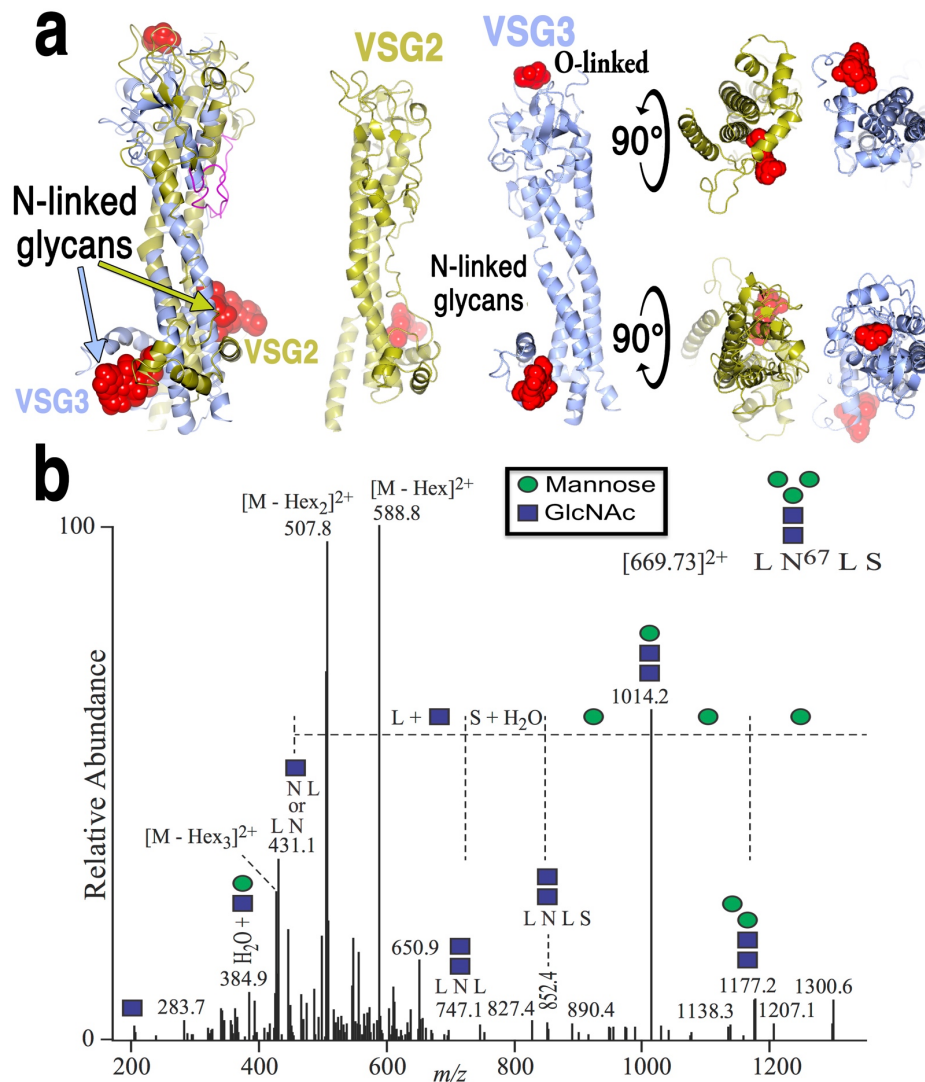 a
VSG2
VSG3
O-linked
90°
N-linked
glycans
N-linked
glycans
VSG2
VSG3
90°
b
[M - Hex₂]²⁺
507.8
[M - Hex]²⁺
588.8
Mannose
GlcNAc
[669.73]²⁺
L N⁶⁷ L S
100
Relative Abundance
0
1014.2
L +
S + H₂O
N L
or
L N
431.1
[M - Hex₃]²⁺
H₂O +
384.9
283.7
650.9
L N L
747.1
827.4
L N L S
852.4
890.4
1138.3
1177.2
1207.1
1300.6
200
400
600
800
1000
1200
m/z